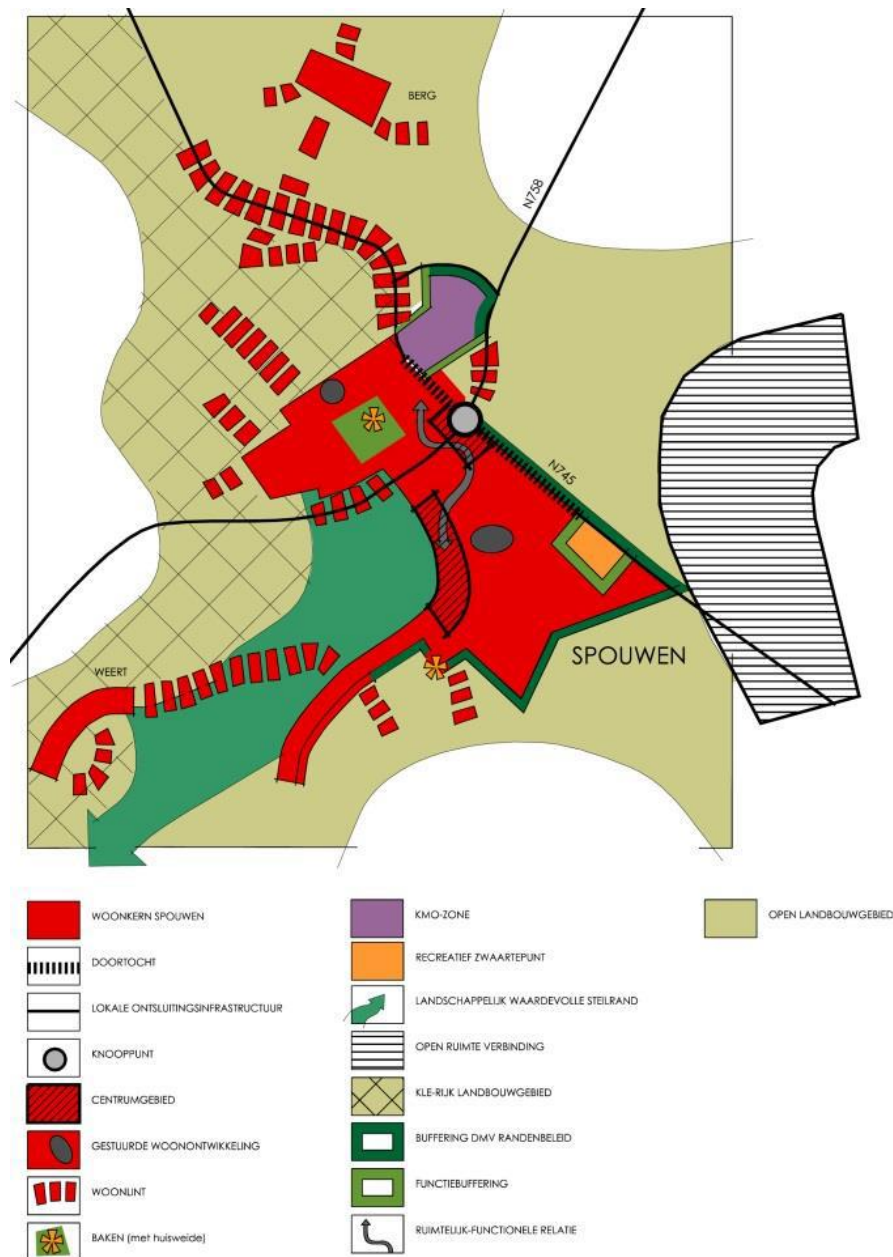 BERG
N758
N745
SPOUWEN
WEERT
WOONKERN SPOUWEN
DOORTOCHT
LOKALE ONTSLUITINGSINFRASTRUCTUUR
KNOOPPUNT
CENTRUMGEBIED
GESTUURDE WOONONTWIKKELING
WOONLINT
BAKEN (met huisweide)
KMO-ZONE
RECREATIEF ZWAARTEPUNT
LANDSCHAPPELIJK WAARDEVOLLE STEILRAND
OPEN RUIMTE VERBINDING
KLE-RIJK LANDBOUWGEBIED
BUFFERING DMV RANDENBELEID
FUNCTIEBUFFERING
RUIMTELIJK-FUNCTIONELE RELATIE
OPEN LANDBOUWGEBIED